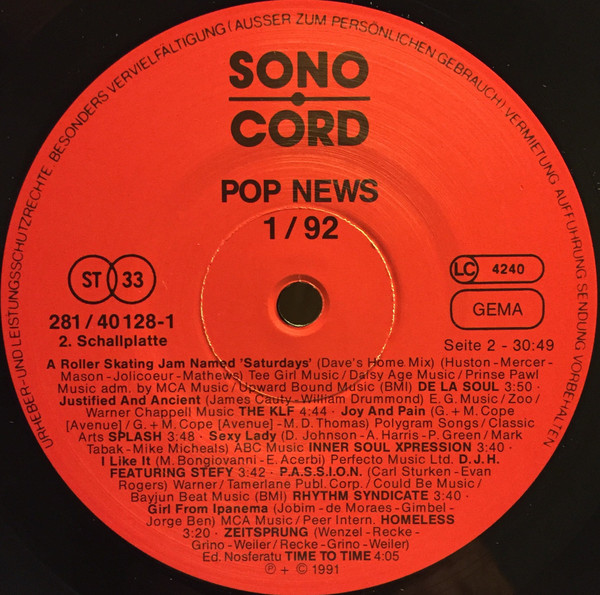 URHEBER-UND LEISTUNGSSCHUTZRECHTE. BESONDERS VERVIELFÄLTIGUNG (AUSSER ZUM PERSÖNLICHEN GEBRAUCH) VERMIETUNG AUFFÜHRUNG SENDUNG VORBEHALTEN
SONO
CORD
POP NEWS
1/92
ST 33
LC 4240
281/40128-1
GEMA
2. Schallplatte
Seite 2 - 30:49
A Roller Skating Jam Named 'Saturdays' (Dave's Home Mix) (Huston-Mercer-
Mason-Jolicoeur-Mathews) Tee Girl Music/Daisy Age Music/Prinse Pawl
Music adm. by MCA Music/Upward Bound Music (BMI) DE LA SOUL 3:50 ·
Justified And Ancient (James Cauty-William Drummond) E.G. Music/Zoo/
Warner Chappell Music THE KLF 4:44 · Joy And Pain (G. + M. Cope
[Avenue]/G. + M. Cope [Avenue]-M.D. Thomas) Polygram Songs/Classic
Arts SPLASH 3:48 · Sexy Lady (D. Johnson-A. Harris-P. Green/Mark
Tabak-Mike Micheals) ABC Music INNER SOUL XPRESSION 3:40 ·
I Like It (M. Bongiovanni-E. Acerbi) Perfecto Music Ltd. D.J.H.
FEATURING STEFY 3:42 · P.A.S.S.I.O.N. (Carl Sturken-Evan
Rogers) Warner/Tamerlane Publ. Corp./Could Be Music/
Bayjun Beat Music (BMI) RHYTHM SYNDICATE 3:40 ·
Girl From Ipanema (Jobim-de Moraes-Gimbel-
Jorge Ben) MCA Music/Peer Intern. HOMELESS
3:20 · ZEITSPRUNG (Wenzel-Recke-
Grino-Weiler/Recke-Grino-Weiler)
Ed. Nosferatu TIME TO TIME 4:05
℗ + © 1991